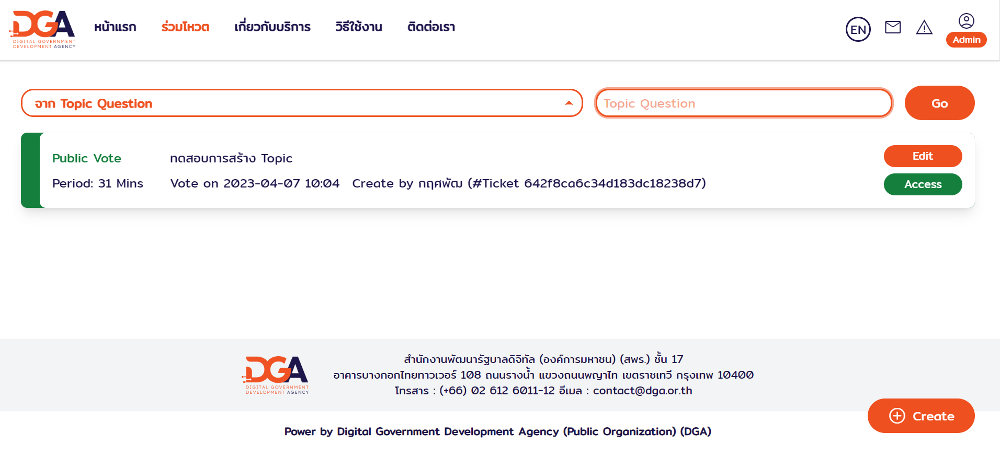 DGA
DIGITAL GOVERNMENT
DEVELOPMENT AGENCY
หน้าแรก ร่วมโหวต เกี่ยวกับบริการ วิธีใช้งาน ติดต่อเรา
EN
Admin
จาก Topic Question
Topic Question
Go
Public Vote ทดสอบการสร้าง Topic
Edit
Period: 31 Mins Vote on 2023-04-07 10:04 Create by กฤศพัฒ (#Ticket 642f8ca6c34d183dc18238d7)
Access
DGA
DIGITAL GOVERNMENT
DEVELOPMENT AGENCY
สำนักงานพัฒนารัฐบาลดิจิทัล (องค์การมหาชน) (สพร.) ชั้น 17
อาคารบางกอกไทยทาวเวอร์ 108 ถนนรางน้ำ แขวงถนนพญาไท เขตราชเทวี กรุงเทพ 10400
โทรสาร : (+66) 02 612 6011-12 อีเมล : contact@dga.or.th
Create
Power by Digital Government Development Agency (Public Organization) (DGA)